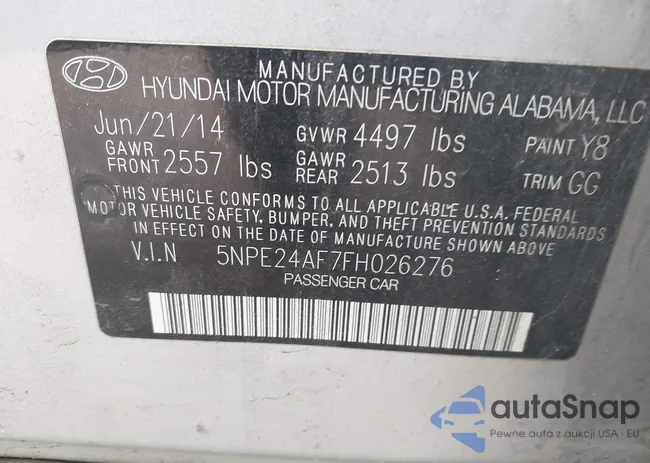 MANUFACTURED BY
HYUNDAI MOTOR MANUFACTURING ALABAMA, LLC
Jun/21/14 GVWR 4497 lbs PAINT Y8
GAWR FRONT 2557 lbs GAWR REAR 2513 lbs TRIM GG
THIS VEHICLE CONFORMS TO ALL APPLICABLE U.S.A. FEDERAL
MOTOR VEHICLE SAFETY, BUMPER, AND THEFT PREVENTION STANDARDS
IN EFFECT ON THE DATE OF MANUFACTURE SHOWN ABOVE
V.I.N 5NPE24AF7FH026276
PASSENGER CAR
autaSnap
Pewne auta z aukcji USA i EU